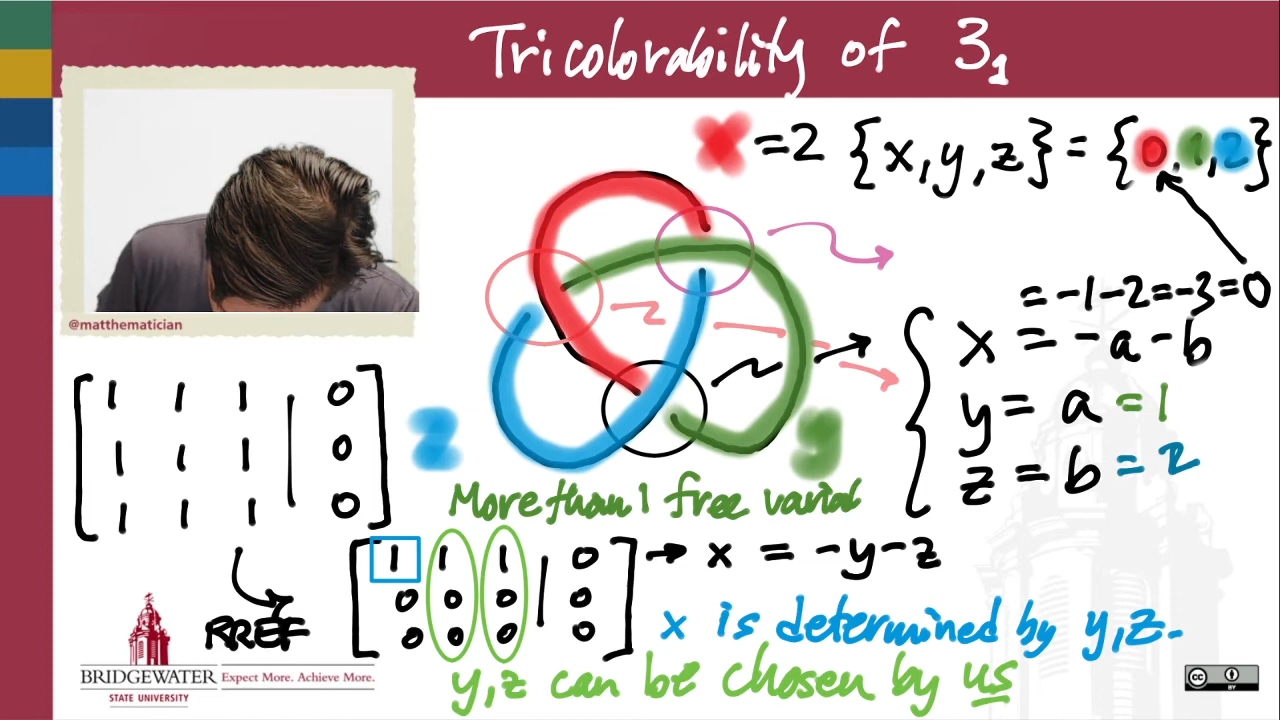 Tricolorability of 3₁
x = 2 {x, y, z} = {0, 1, 2}
= -1-2 = -3 = 0
x = -a - b
y = a = 1
z = b = 2
@matthematician
z
y
1 1 1 | 0
1 1 1 | 0
1 1 1 | 0
More than 1 free variabl
RREF
1 1 1 | 0 → x = -y-z
0 0 0 | 0
0 0 0 | 0
x is determined by y,z.
y,z can be chosen by us
BRIDGEWATER
STATE UNIVERSITY
Expect More. Achieve More.
cc BY